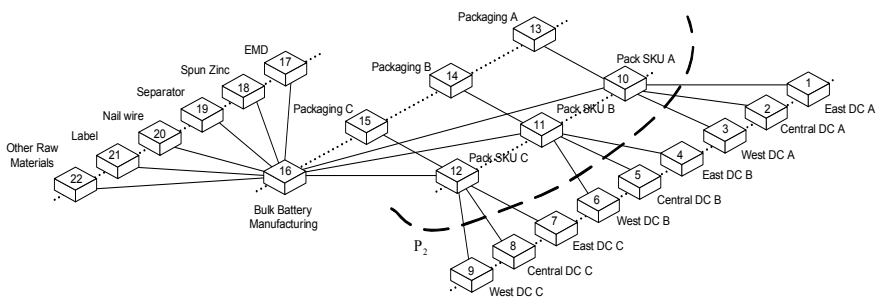 Packaging A
13
Pack SKU A
10
1
East DC A
2
Central DC A
3
West DC A
Packaging B
14
Pack SKU B
11
4
East DC B
5
Central DC B
6
West DC B
Packaging C
15
Pack SKU C
12
7
East DC C
8
Central DC C
9
West DC C
EMD
17
Spun Zinc
18
Separator
19
Nail wire
20
Label
21
Other Raw
Materials
22
16
Bulk Battery
Manufacturing
P2